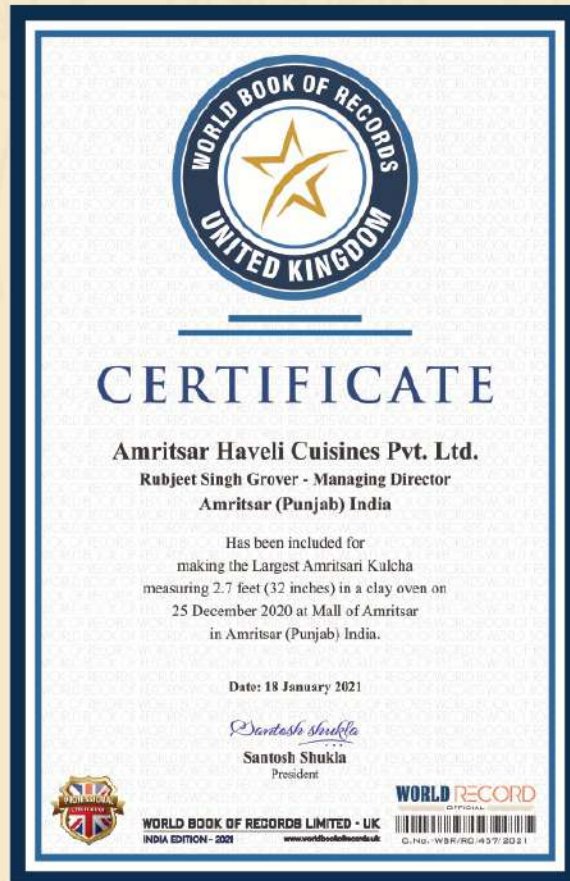 WORLD BOOK OF RECORDS
UNITED KINGDOM
CERTIFICATE
Amritsar Haveli Cuisines Pvt. Ltd.
Rubjeet Singh Grover - Managing Director
Amritsar (Punjab) India
Has been included for
making the Largest Amritsari Kulcha
measuring 2.7 feet (32 inches) in a clay oven on
25 December 2020 at Mall of Amritsar
in Amritsar (Punjab) India.
Date: 18 January 2021
Santosh shukla
Santosh Shukla
President
WORLD RECORD
OFFICIAL
WORLD BOOK OF RECORDS LIMITED - UK
INDIA EDITION - 2021
www.worldbookofrecords.uk
C.No.-WBR/RC/457/2021